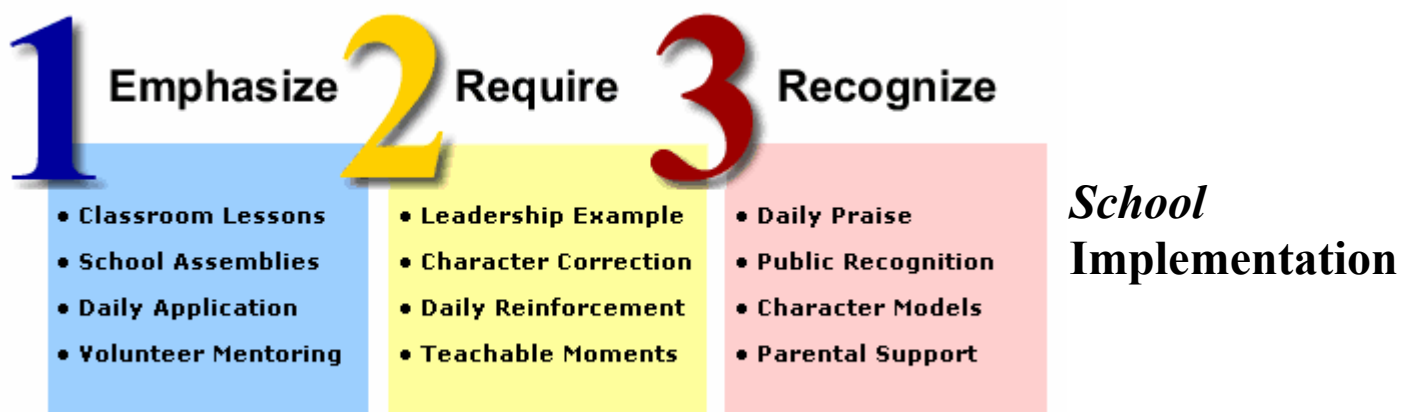 1 Emphasize 2 Require 3 Recognize
• Classroom Lessons
• School Assemblies
• Daily Application
• Volunteer Mentoring
• Leadership Example
• Character Correction
• Daily Reinforcement
• Teachable Moments
• Daily Praise
• Public Recognition
• Character Models
• Parental Support
School
Implementation